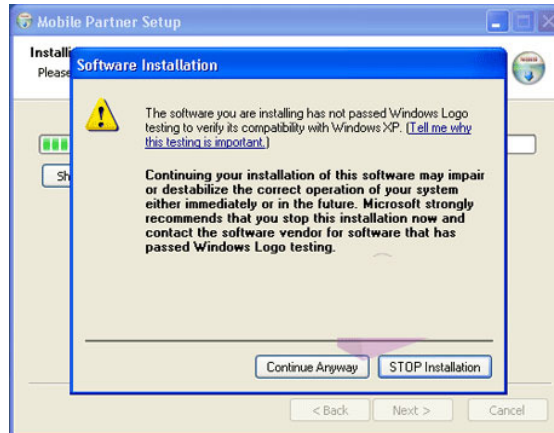 Mobile Partner Setup
Installi
Please
Software Installation
The software you are installing has not passed Windows Logo
testing to verify its compatibility with Windows XP. (Tell me why
this testing is important.)
Sh
Continuing your installation of this software may impair
or destabilize the correct operation of your system
either immediately or in the future. Microsoft strongly
recommends that you stop this installation now and
contact the software vendor for software that has
passed Windows Logo testing.
Continue Anyway STOP Installation
< Back Next > Cancel